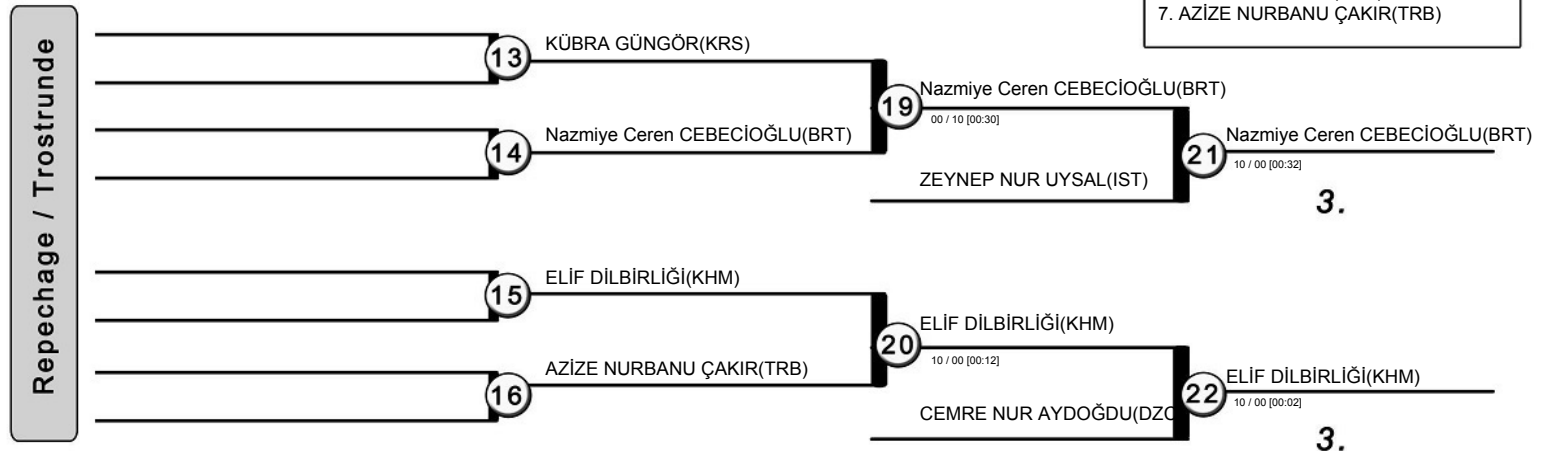 7. AZİZE NURBANU ÇAKIR(TRB)
Repechage / Trostrunde
13
KÜBRA GÜNGÖR(KRS)
19
Nazmiye Ceren CEBECİOĞLU(BRT)
00 / 10 [00:30]
14
Nazmiye Ceren CEBECİOĞLU(BRT)
21
Nazmiye Ceren CEBECİOĞLU(BRT)
10 / 00 [00:32]
ZEYNEP NUR UYSAL(IST)
3.
15
ELİF DİLBİRLİĞİ(KHM)
20
ELİF DİLBİRLİĞİ(KHM)
10 / 00 [00:12]
16
AZİZE NURBANU ÇAKIR(TRB)
22
ELİF DİLBİRLİĞİ(KHM)
10 / 00 [00:02]
CEMRE NUR AYDOĞDU(DZC
3.